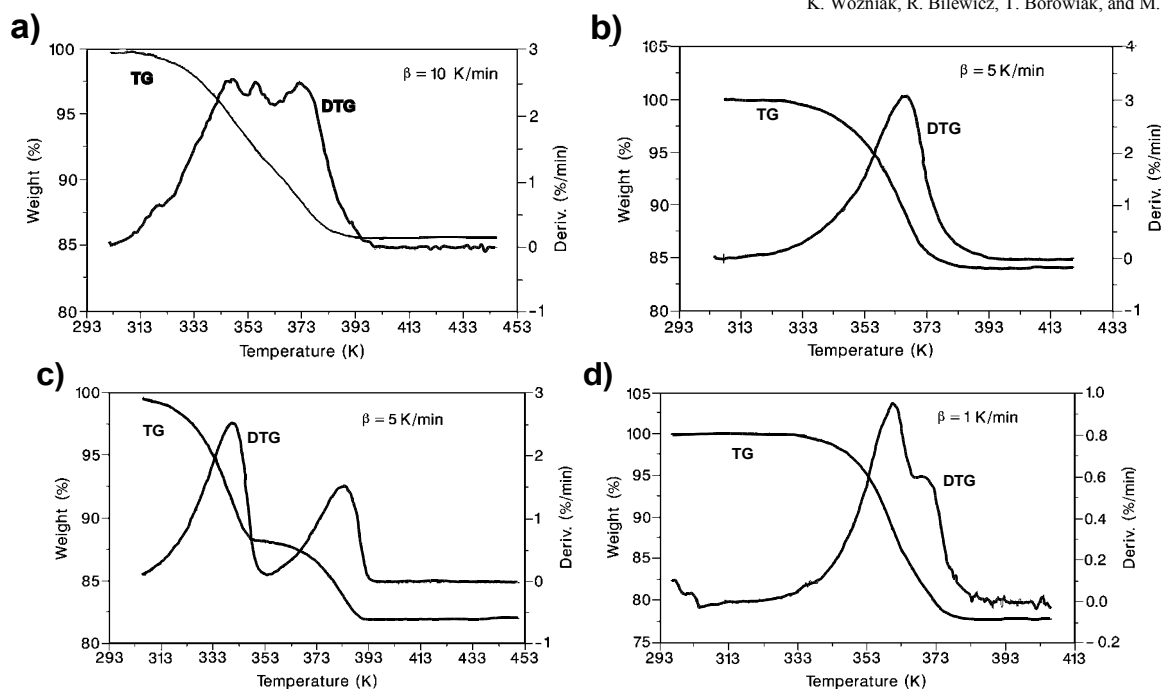 K. Woźniak, R. Bilewicz, T. Borowiak, and M.
a)
100
95
90
85
80
Weight (%)
TG
DTG
β = 10 K/min
3
2
1
0
-1
Deriv. (%/min)
293 313 333 353 373 393 413 433 453
Temperature (K)
b)
105
100
95
90
85
80
Weight (%)
TG
DTG
β = 5 K/min
4
3
2
1
0
-1
Deriv. (%/min)
293 313 333 353 373 393 413 433
Temperature (K)
c)
100
95
90
85
80
Weight (%)
TG
DTG
β = 5 K/min
3
2
1
0
-1
Deriv. (%/min)
293 313 333 353 373 393 413 433 453
Temperature (K)
d)
105
100
95
90
85
80
75
Weight (%)
TG
DTG
β = 1 K/min
1.0
0.8
0.6
0.4
0.2
0.0
-0.2
Deriv. (%/min)
293 313 333 353 373 393 413
Temperature (K)